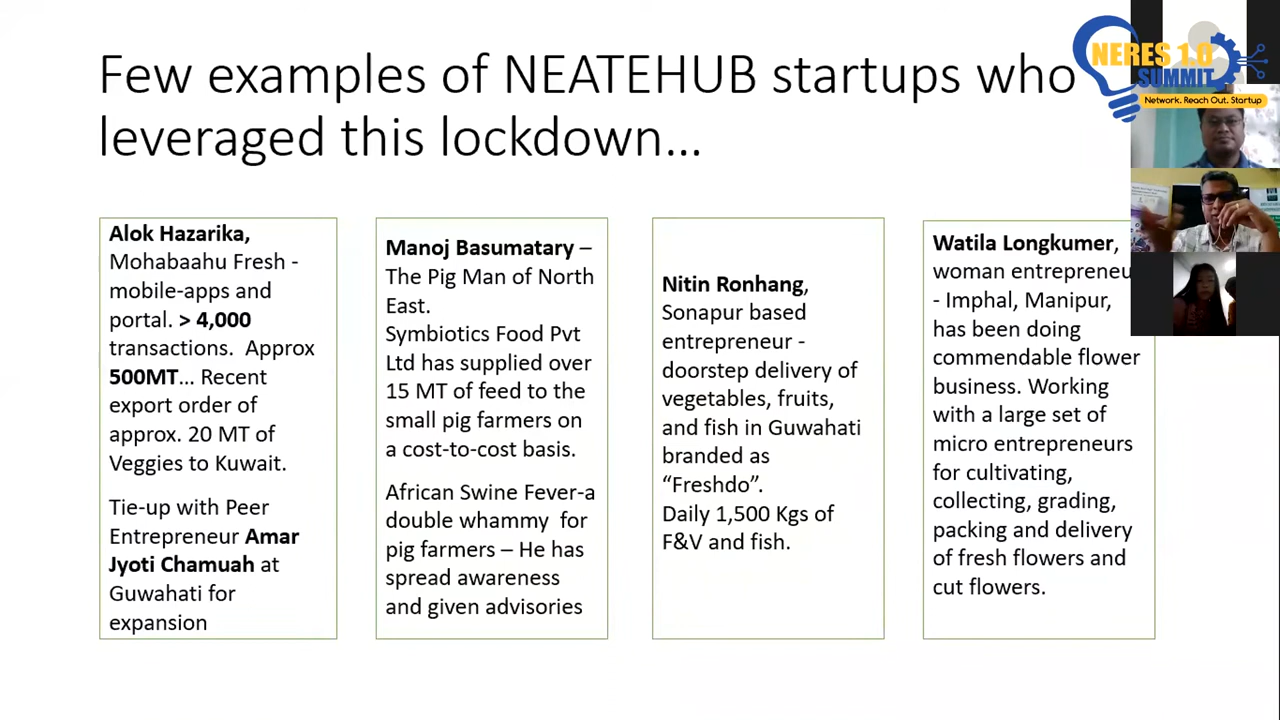 Few examples of NEATEHUB startups who
leveraged this lockdown...
NERES 1.0
SUMMIT
Network. Reach Out. Startup
Alok Hazarika,
Mohabaahu Fresh -
mobile-apps and
portal. > 4,000
transactions. Approx
500MT... Recent
export order of
approx. 20 MT of
Veggies to Kuwait.
Tie-up with Peer
Entrepreneur Amar
Jyoti Chamuah at
Guwahati for
expansion
Manoj Basumatary –
The Pig Man of North
East.
Symbiotics Food Pvt
Ltd has supplied over
15 MT of feed to the
small pig farmers on
a cost-to-cost basis.
African Swine Fever-a
double whammy for
pig farmers – He has
spread awareness
and given advisories
Nitin Ronhang,
Sonapur based
entrepreneur -
doorstep delivery of
vegetables, fruits,
and fish in Guwahati
branded as
“Freshdo”.
Daily 1,500 Kgs of
F&V and fish.
Watila Longkumer,
woman entrepreneu
- Imphal, Manipur,
has been doing
commendable flower
business. Working
with a large set of
micro entrepreneurs
for cultivating,
collecting, grading,
packing and delivery
of fresh flowers and
cut flowers.